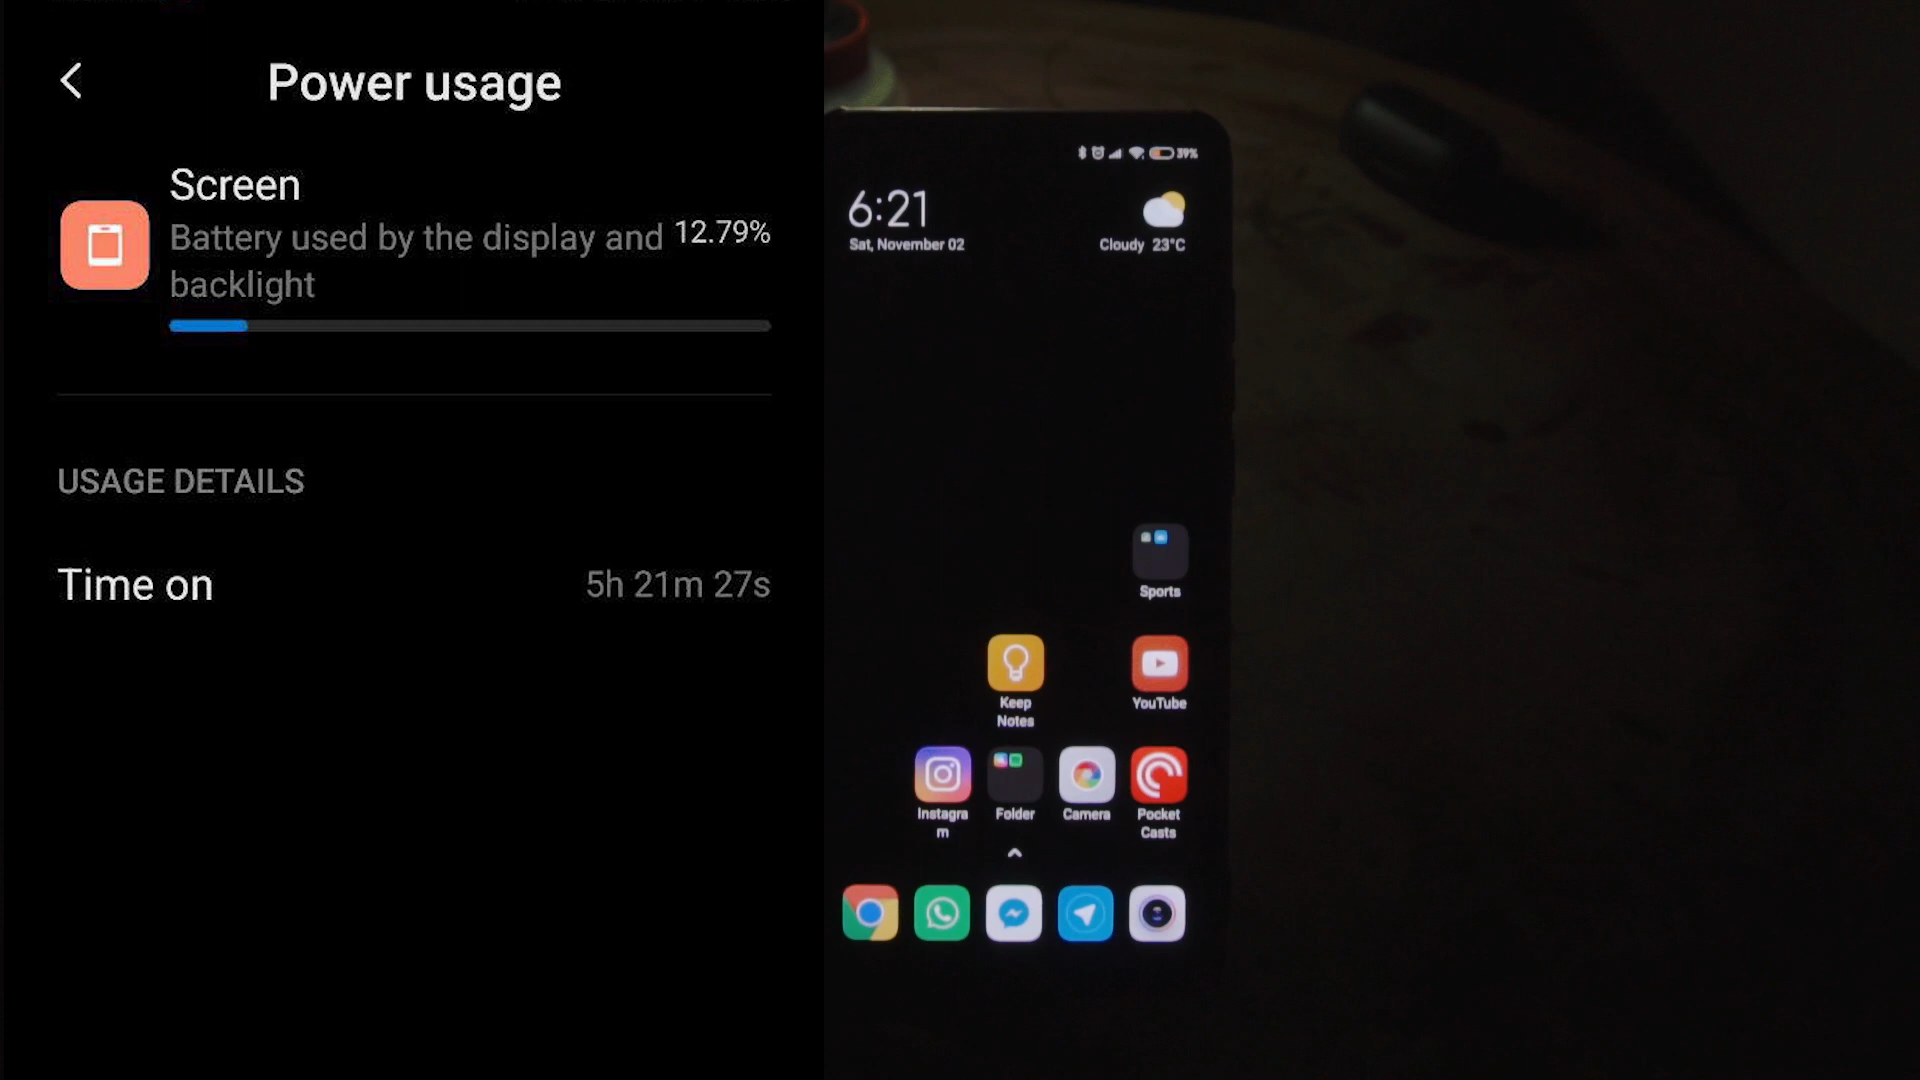 Power usage
Screen
Battery used by the display and
backlight
12.79%
USAGE DETAILS
Time on
5h 21m 27s
39%
6:21
Sat, November 02
Cloudy 23°C
Sports
Keep
Notes
YouTube
Instagra
m
Folder
Camera
Pocket
Casts